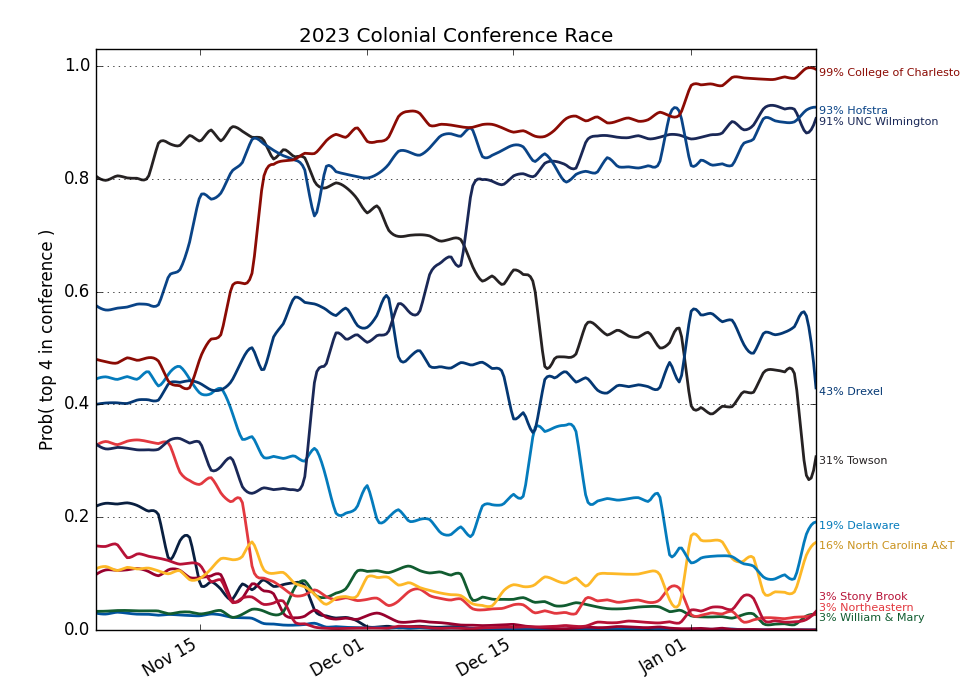 2023 Colonial Conference Race
Prob( top 4 in conference )
1.0
0.8
0.6
0.4
0.2
0.0
Nov 15
Dec 01
Dec 15
Jan 01
99% College of Charlesto
93% Hofstra
91% UNC Wilmington
43% Drexel
31% Towson
19% Delaware
16% North Carolina A&T
3% Stony Brook
3% Northeastern
3% William & Mary